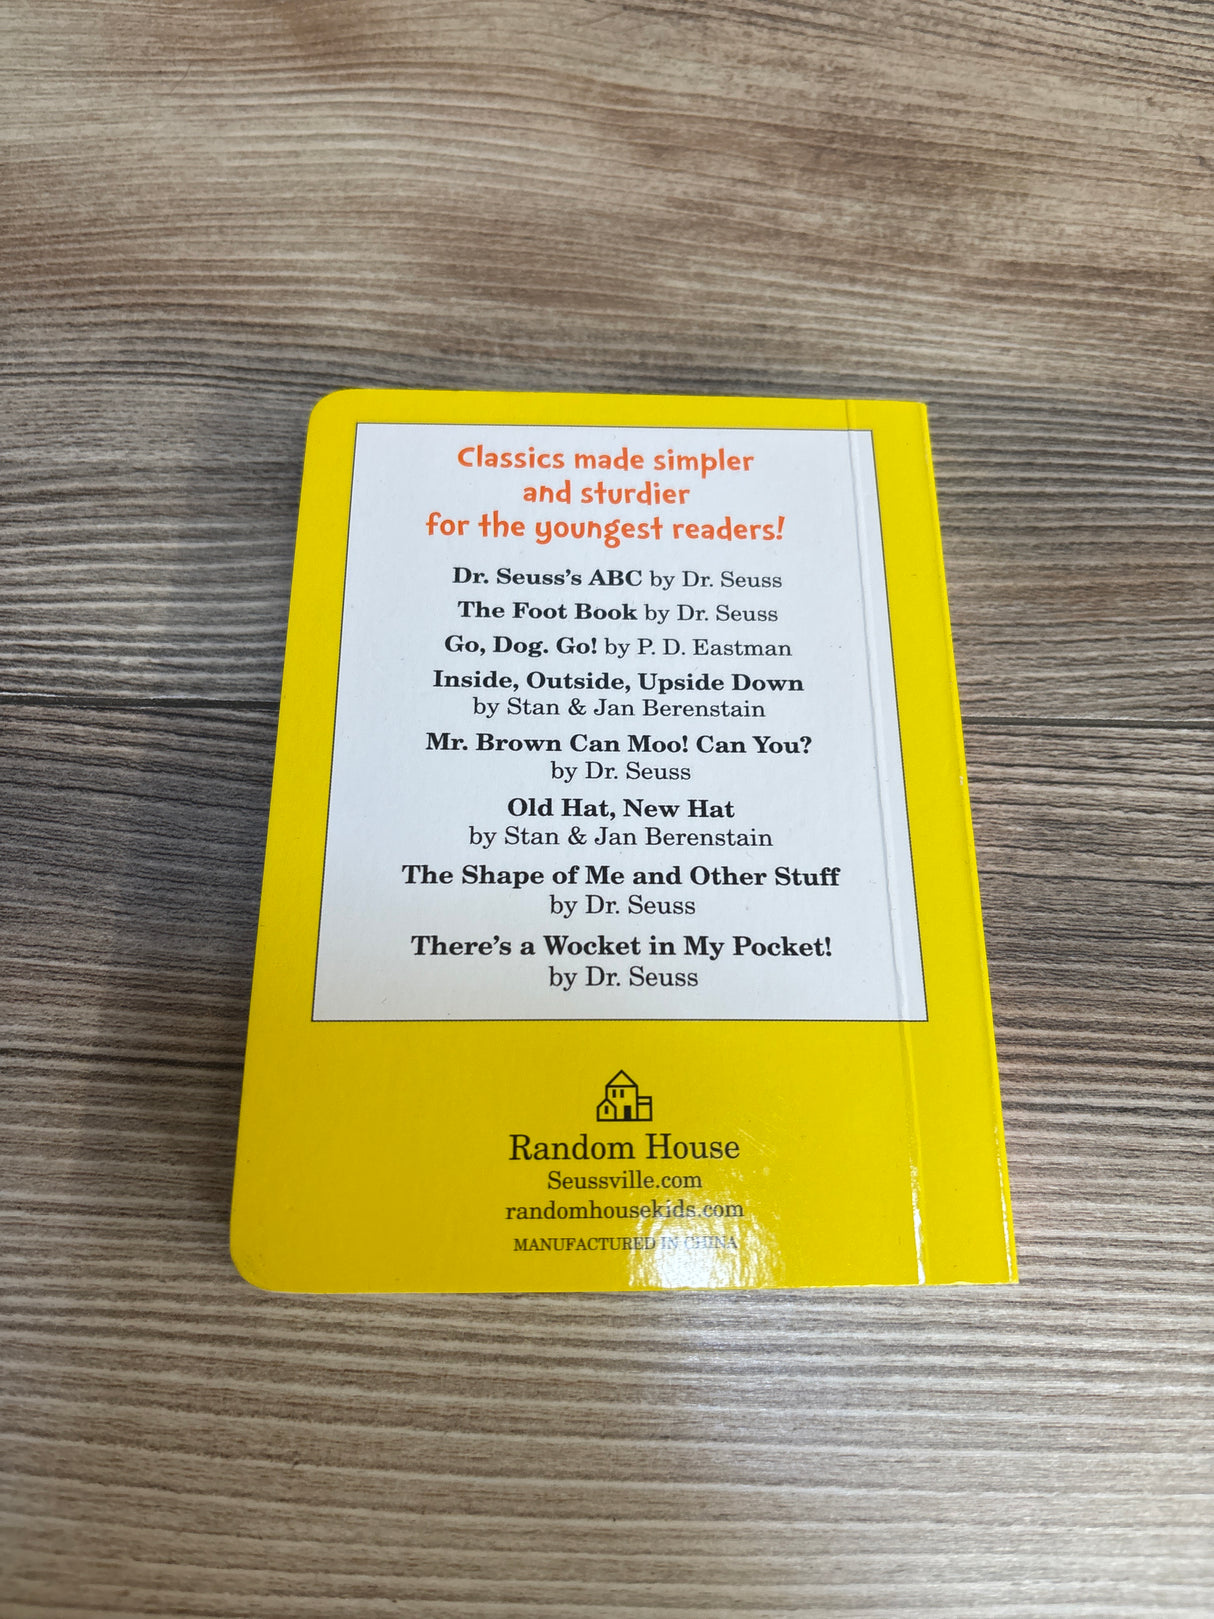 Classics made simpler
and sturdier
for the youngest readers!
Dr. Seuss's ABC by Dr. Seuss
The Foot Book by Dr. Seuss
Go, Dog. Go! by P. D. Eastman
Inside, Outside, Upside Down
by Stan & Jan Berenstain
Mr. Brown Can Moo! Can You?
by Dr. Seuss
Old Hat, New Hat
by Stan & Jan Berenstain
The Shape of Me and Other Stuff
by Dr. Seuss
There's a Wocket in My Pocket!
by Dr. Seuss
Random House
Seussville.com
randomhousekids.com
MANUFACTURED IN CHINA